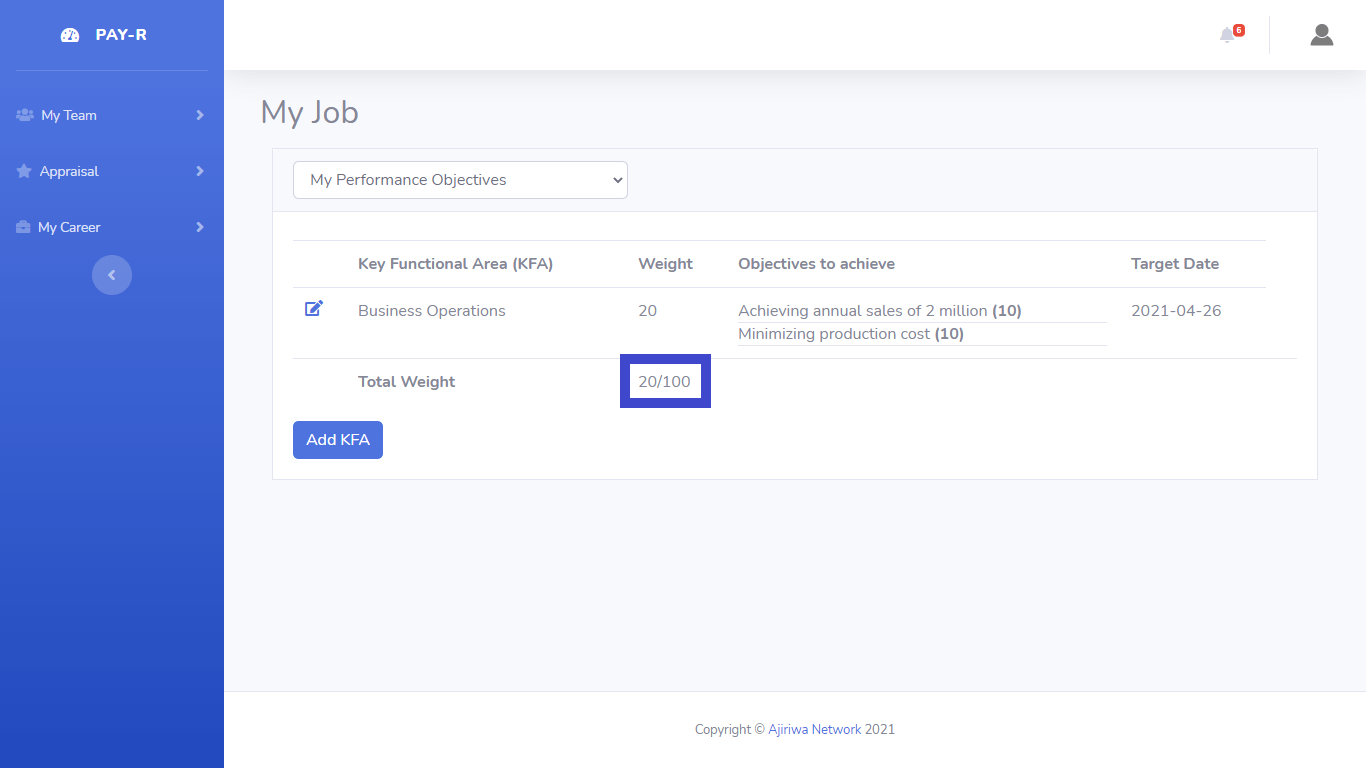 PAY-R
6
My Team
Appraisal
My Career
My Job
My Performance Objectives
Key Functional Area (KFA) Weight Objectives to achieve Target Date
Business Operations 20 Achieving annual sales of 2 million (10) 2021-04-26
Minimizing production cost (10)
Total Weight 20/100
Add KFA
Copyright © Ajiriwa Network 2021